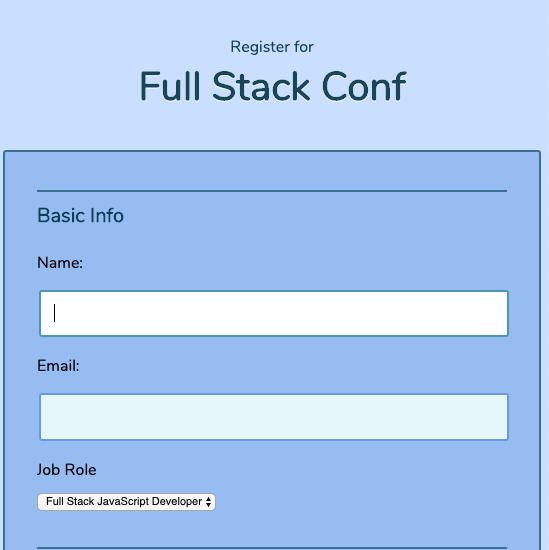 Register for
Full Stack Conf
Basic Info
Name:
Email:
Job Role
Full Stack JavaScript Developer